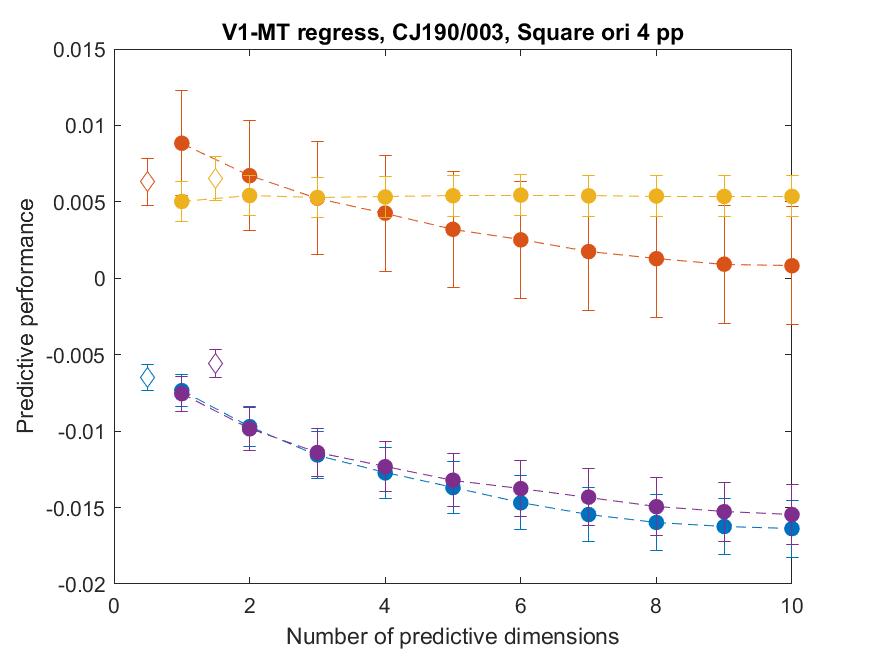 V1-MT regress, CJ190/003, Square ori 4 pp
0.015
0.01
0.005
0
-0.005
-0.01
-0.015
-0.02
Predictive performance
0 2 4 6 8 10
Number of predictive dimensions